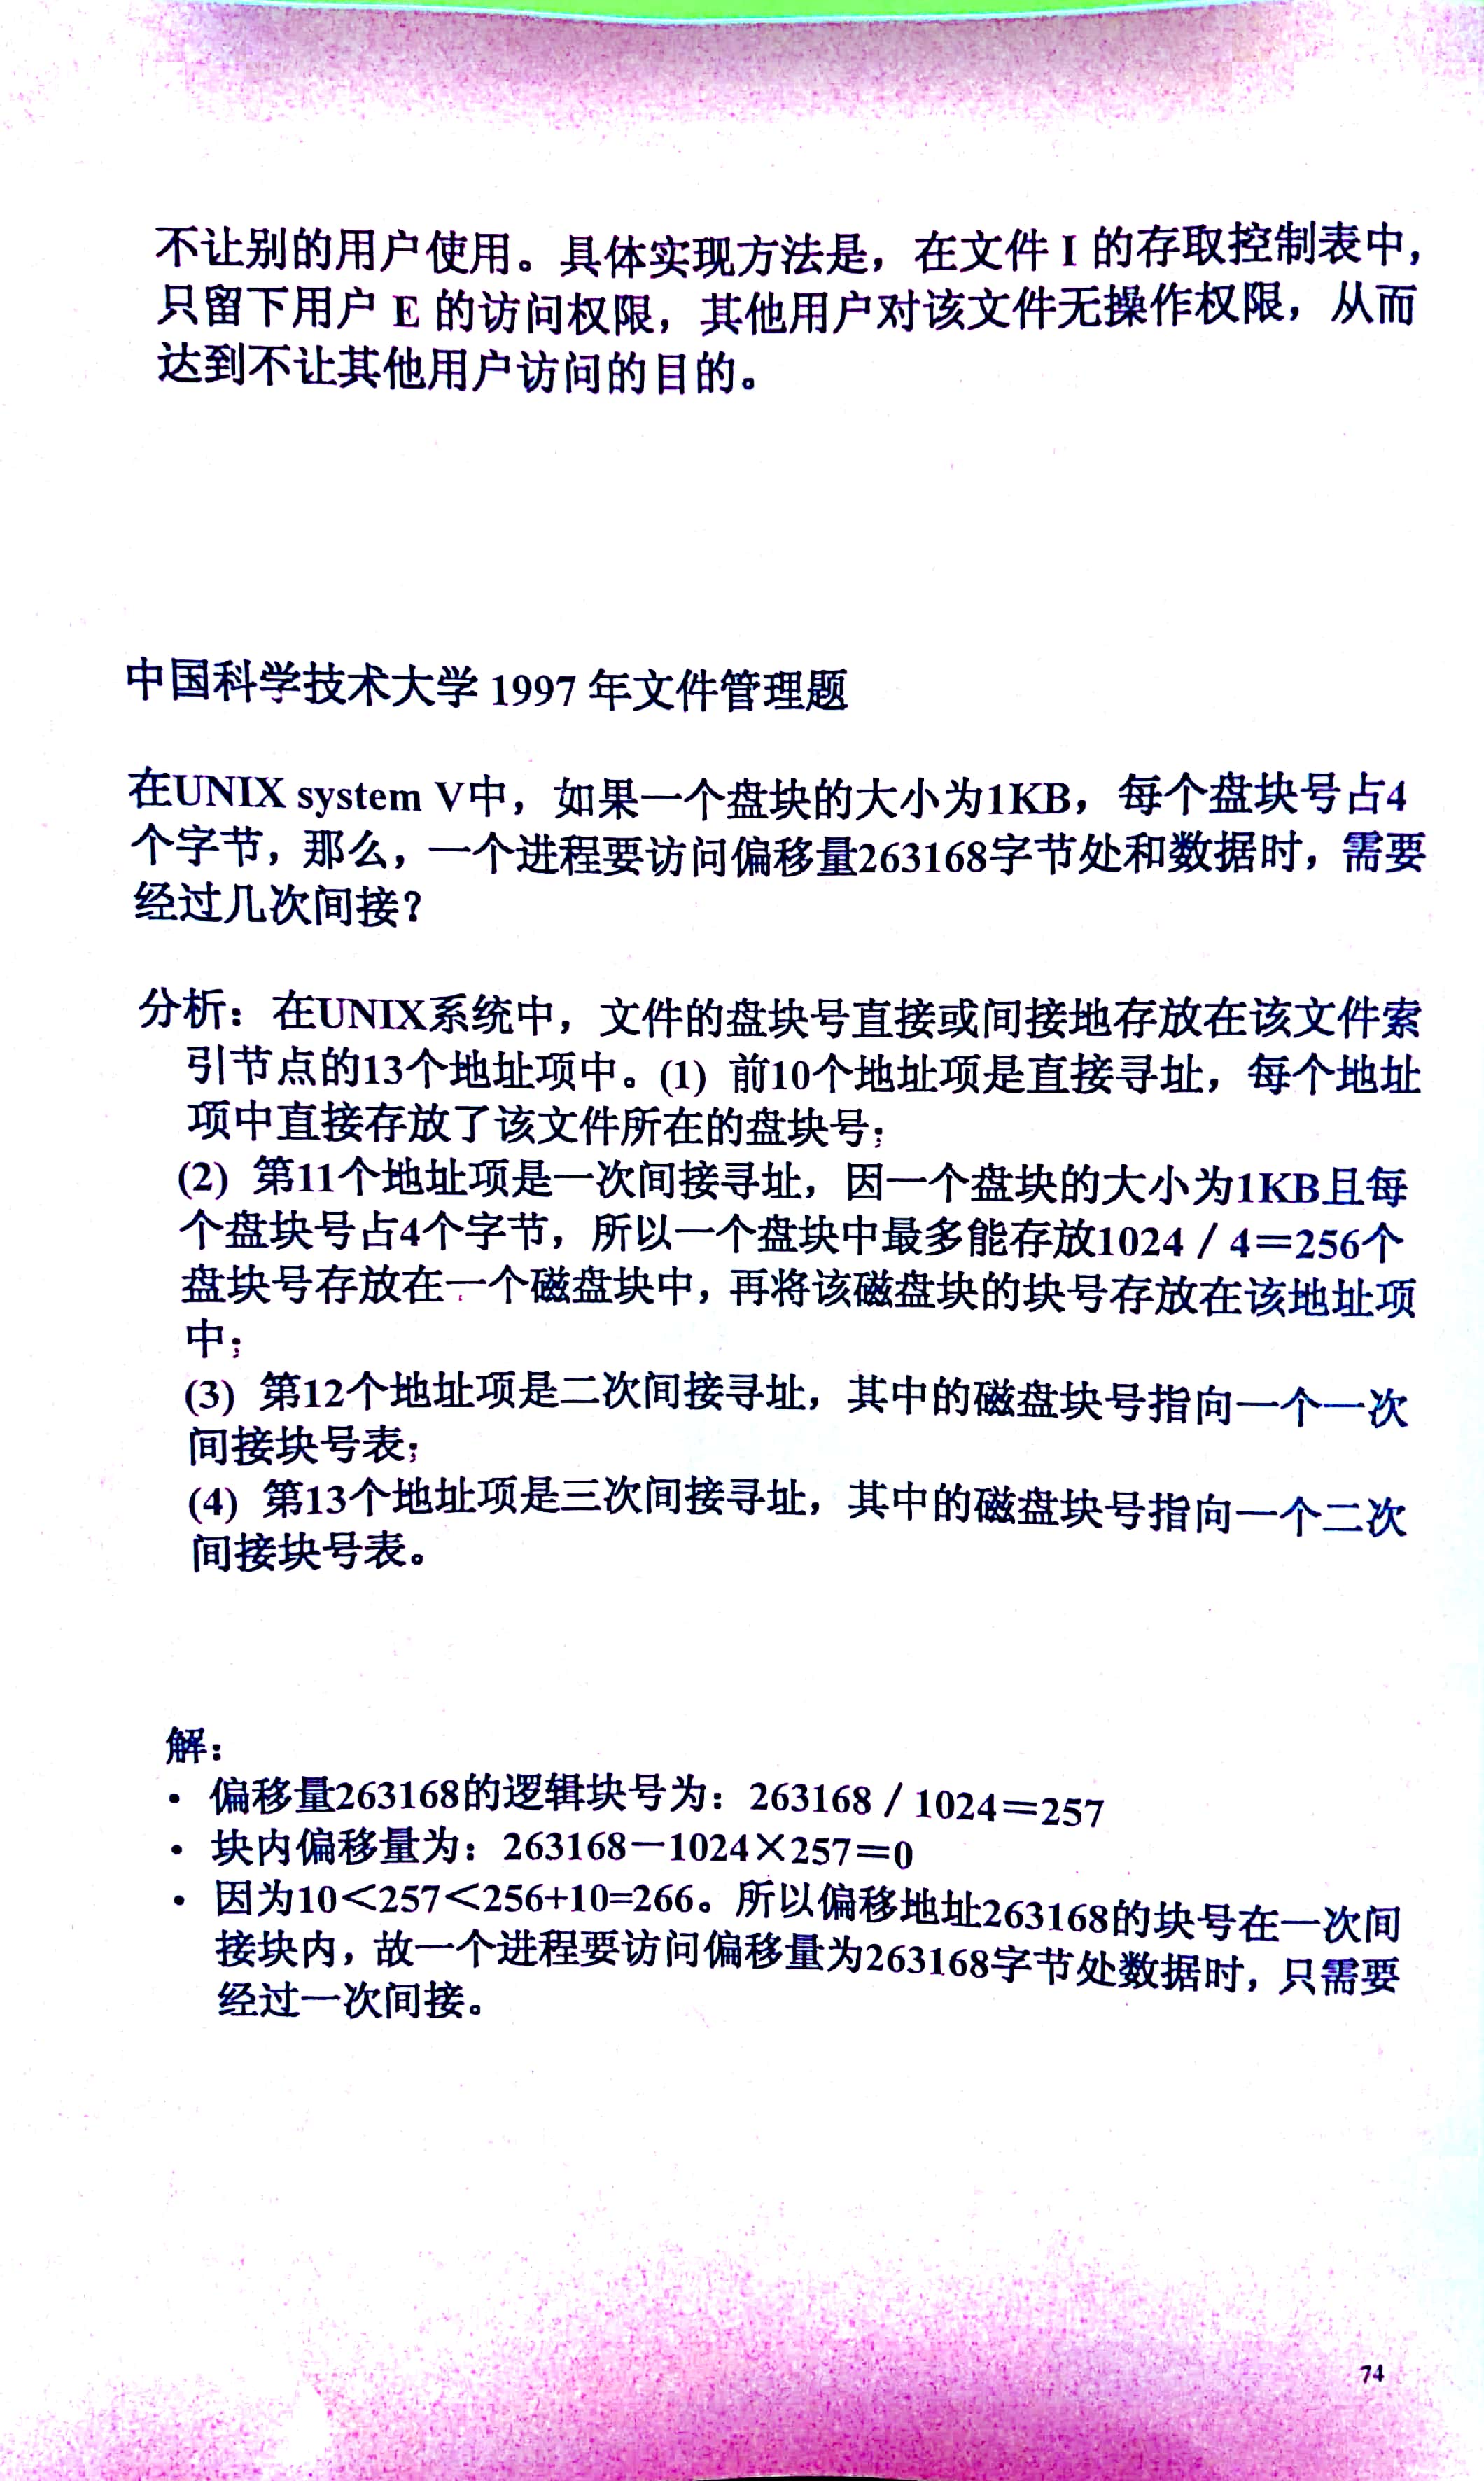 不让别的用户使用。具体实现方法是，在文件 I 的存取控制表中，
只留下用户 E 的访问权限，其他用户对该文件无操作权限，从而
达到不让其他用户访问的目的。
中国科学技术大学 1997 年文件管理题
在UNIX system V中，如果一个盘块的大小为1KB，每个盘块号占4
个字节，那么，一个进程要访问偏移量263168字节处和数据时，需要
经过几次间接？
分析：在UNIX系统中，文件的盘块号直接或间接地存放在该文件索
引节点的13个地址项中。(1) 前10个地址项是直接寻址，每个地址
项中直接存放了该文件所在的盘块号；
(2) 第11个地址项是一次间接寻址，因一个盘块的大小为1KB且每
个盘块号占4个字节，所以一个盘块中最多能存放1024／4＝256个
盘块号存放在一个磁盘块中，再将该磁盘块的块号存放在该地址项
中；
(3) 第12个地址项是二次间接寻址，其中的磁盘块号指向一个一次
间接块号表；
(4) 第13个地址项是三次间接寻址，其中的磁盘块号指向一个二次
间接块号表。
解：
• 偏移量263168的逻辑块号为：263168／1024＝257
• 块内偏移量为：263168－1024×257＝0
• 因为10＜257＜256+10=266。所以偏移地址263168的块号在一次间
接块内，故一个进程要访问偏移量为263168字节处数据时，只需要
经过一次间接。
74